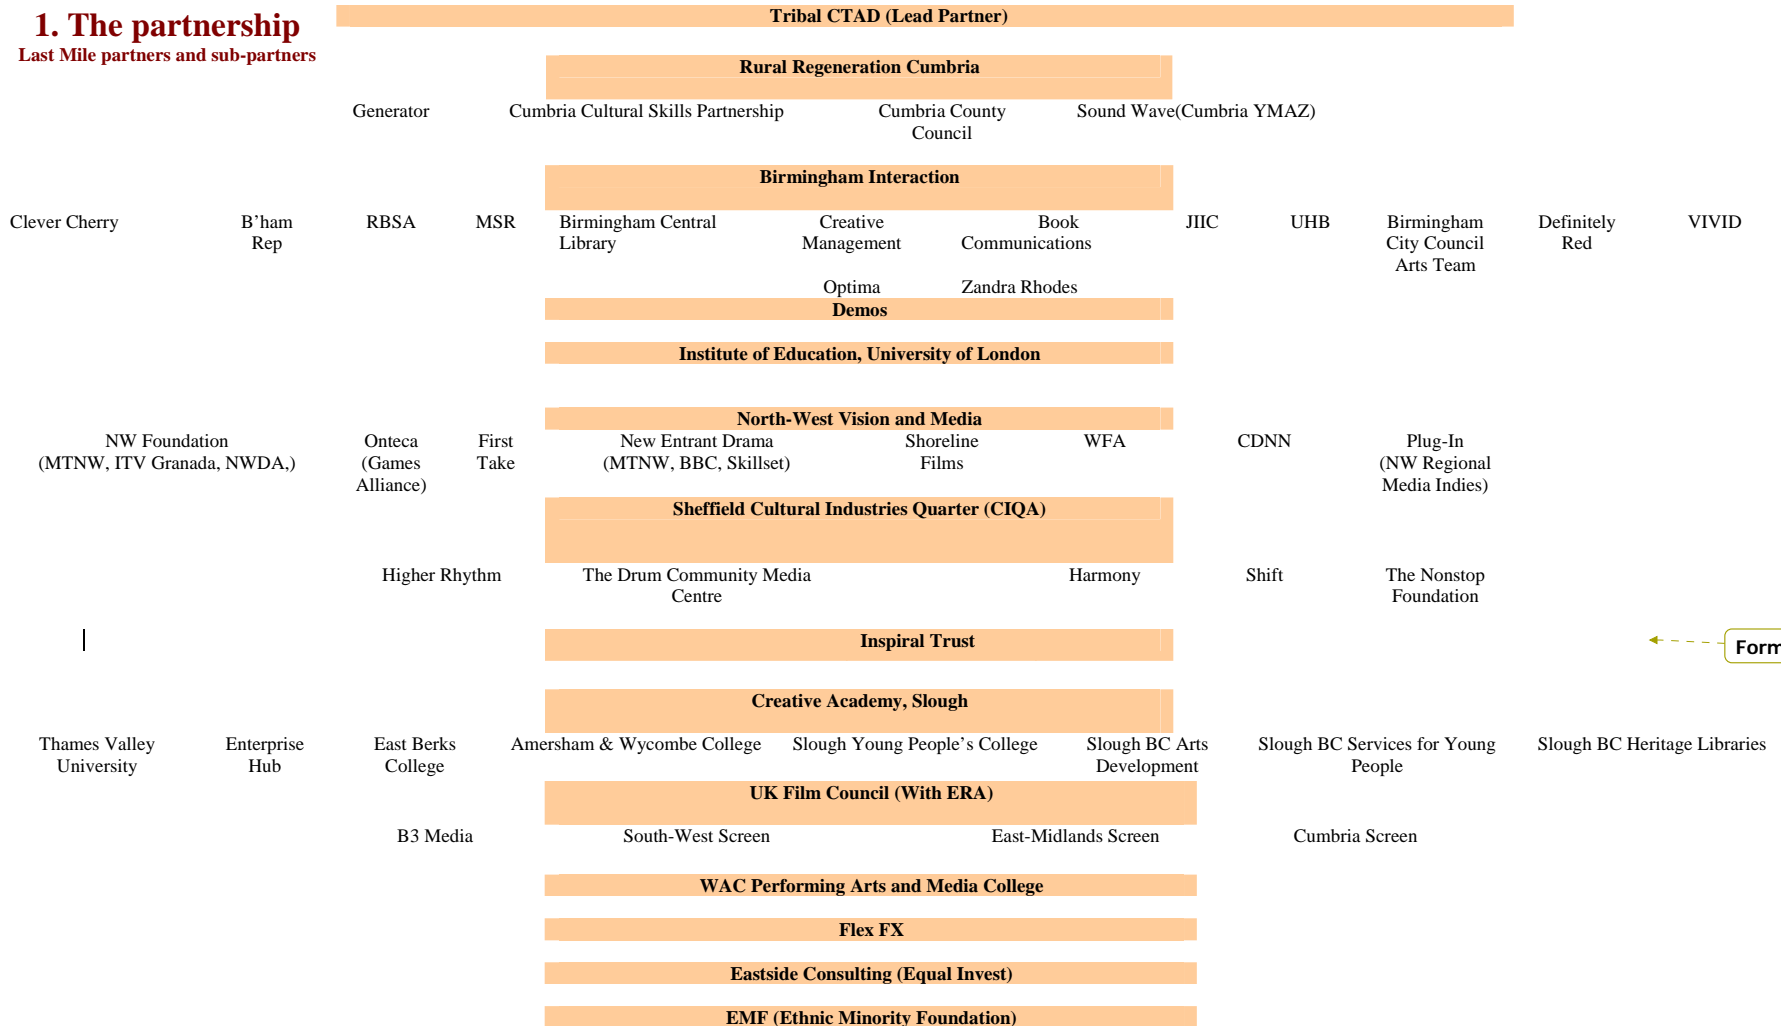 1. The partnership
Last Mile partners and sub-partners
Tribal CTAD (Lead Partner)
Rural Regeneration Cumbria
Generator
Cumbria Cultural Skills Partnership
Cumbria County
Council
Sound Wave(Cumbria YMAZ)
Birmingham Interaction
Clever Cherry
B’ham
Rep
RBSA
MSR
Birmingham Central
Library
Creative
Management
Book
Communications
JIIC
UHB
Birmingham
City Council
Arts Team
Definitely
Red
VIVID
Optima
Zandra Rhodes
Demos
Institute of Education, University of London
North-West Vision and Media
NW Foundation
(MTNW, ITV Granada, NWDA,)
Onteca
(Games
Alliance)
First
Take
New Entrant Drama
(MTNW, BBC, Skillset)
Shoreline
Films
WFA
CDNN
Plug-In
(NW Regional
Media Indies)
Sheffield Cultural Industries Quarter (CIQA)
Higher Rhythm
The Drum Community Media
Centre
Harmony
Shift
The Nonstop
Foundation
Inspiral Trust
Form
Creative Academy, Slough
Thames Valley
University
Enterprise
Hub
East Berks
College
Amersham & Wycombe College
Slough Young People’s College
Slough BC Arts
Development
Slough BC Services for Young
People
Slough BC Heritage Libraries
UK Film Council (With ERA)
B3 Media
South-West Screen
East-Midlands Screen
Cumbria Screen
WAC Performing Arts and Media College
Flex FX
Eastside Consulting (Equal Invest)
EMF (Ethnic Minority Foundation)